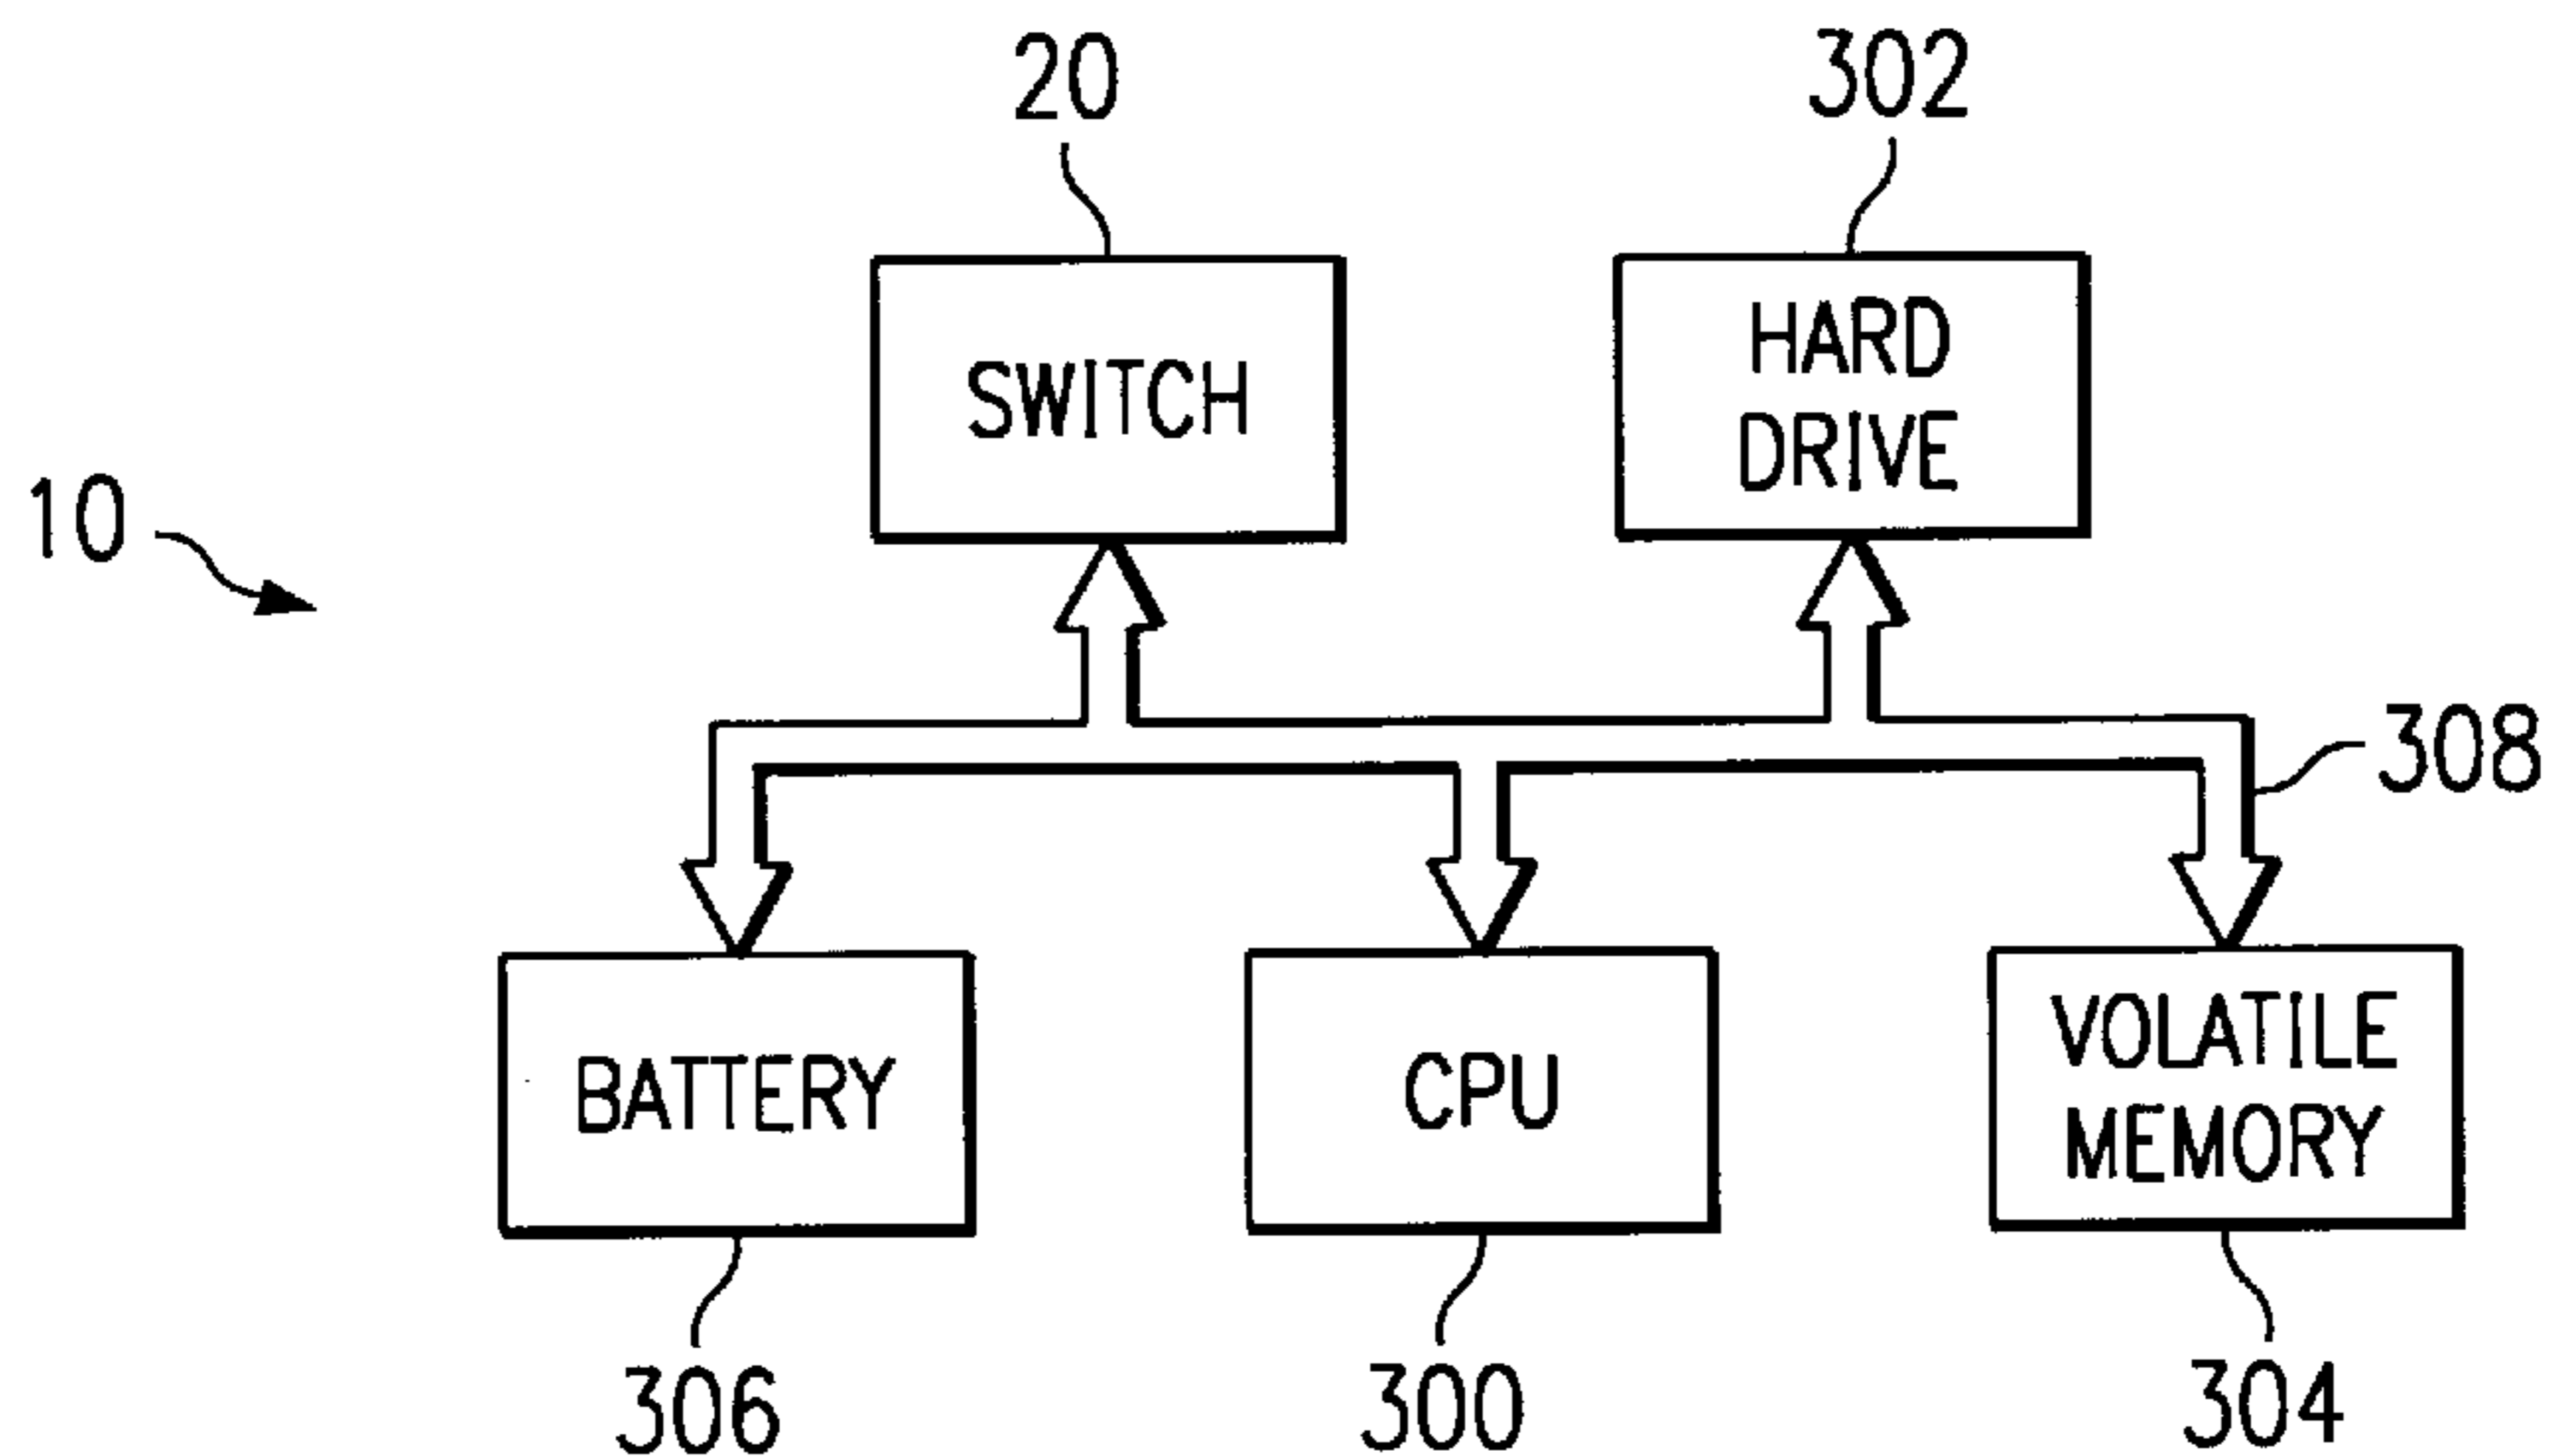 20
302
SWITCH
HARD
DRIVE
10
308
BATTERY
CPU
VOLATILE
MEMORY
306
300
304